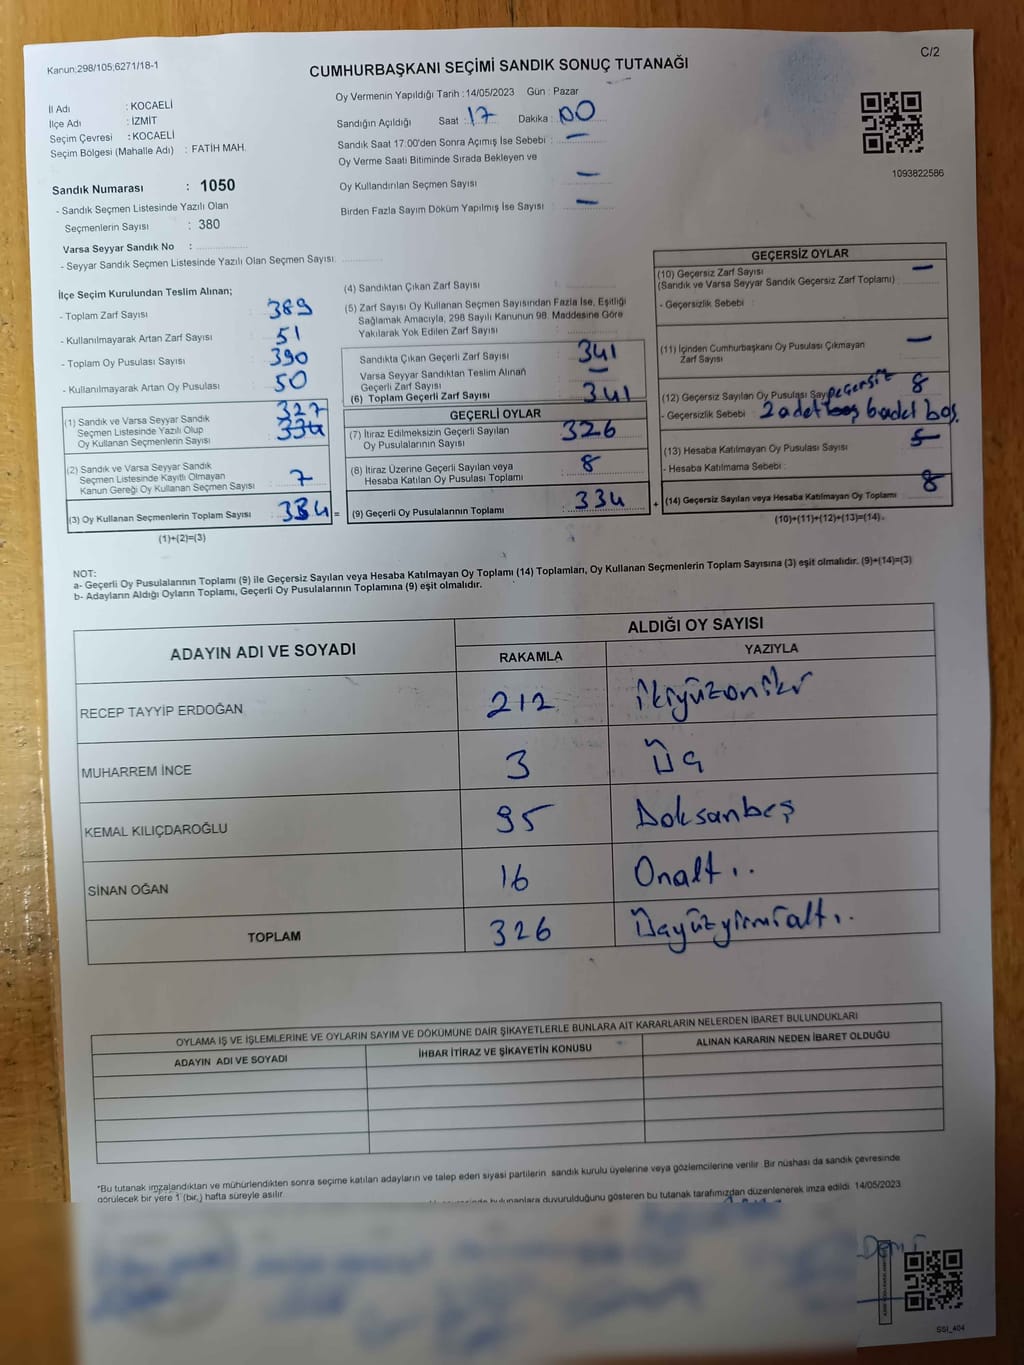 Kanun:298/105,6271/18-1
C/2
CUMHURBAŞKANI SEÇİMİ SANDIK SONUÇ TUTANAĞI
İl Adı : KOCAELİ
İlçe Adı : İZMİT
Seçim Çevresi : KOCAELİ
Seçim Bölgesi (Mahalle Adı) : FATİH MAH.
Oy Vermenin Yapıldığı Tarih :14/05/2023 Gün : Pazar
Sandığın Açıldığı Saat : 17 Dakika : 00
Sandık Saat 17:00'den Sonra Açımış İse Sebebi : —
Oy Verme Saati Bitiminde Sırada Bekleyen ve
Oy Kullandırılan Seçmen Sayısı : —
Birden Fazla Sayım Döküm Yapılmış İse Sayısı : —
1093822586
Sandık Numarası : 1050
- Sandık Seçmen Listesinde Yazılı Olan
Seçmenlerin Sayısı : 380
Varsa Seyyar Sandık No :
- Seyyar Sandık Seçmen Listesinde Yazılı Olan Seçmen Sayısı:
İlçe Seçim Kurulundan Teslim Alınan;
- Toplam Zarf Sayısı : 389
- Kullanılmayarak Artan Zarf Sayısı : 51
- Toplam Oy Pusulası Sayısı : 390
- Kullanılmayarak Artan Oy Pusulası : 50
(1) Sandık ve Varsa Seyyar Sandık
Seçmen Listesinde Yazılı Olup
Oy Kullanan Seçmenlerin Sayısı : 327
334
(2) Sandık ve Varsa Seyyar Sandık
Seçmen Listesinde Kayıtlı Olmayan
Kanun Gereği Oy Kullanan Seçmen Sayısı : 7
(3) Oy Kullanan Seçmenlerin Toplam Sayısı : 334 =
(1)+(2)=(3)
(4) Sandıktan Çıkan Zarf Sayısı :
(5) Zarf Sayısı Oy Kullanan Seçmen Sayısından Fazla İse, Eşitliği
Sağlamak Amacıyla, 298 Sayılı Kanunun 98. Maddesine Göre
Yakılarak Yok Edilen Zarf Sayısı :
Sandıkta Çıkan Geçerli Zarf Sayısı : 341
Varsa Seyyar Sandıktan Teslim Alınan
Geçerli Zarf Sayısı : —
(6) Toplam Geçerli Zarf Sayısı : 341
GEÇERLİ OYLAR
(7) İtiraz Edilmeksizin Geçerli Sayılan
Oy Pusulalarının Sayısı : 326
(8) İtiraz Üzerine Geçerli Sayılan veya
Hesaba Katılan Oy Pusulası Toplamı : 8
(9) Geçerli Oy Pusulalarının Toplamı : 334 +
GEÇERSİZ OYLAR
(10) Geçersiz Zarf Sayısı
(Sandık ve Varsa Seyyar Sandık Geçersiz Zarf Toplamı) : —
- Geçersizlik Sebebi :
(11) İçinden Cumhurbaşkanı Oy Pusulası Çıkmayan
Zarf Sayısı : —
(12) Geçersiz Sayılan Oy Pusulası Sayısı geçersiz 8
- Geçersizlik Sebebi : 2 adet boş 6 adet boş.
(13) Hesaba Katılmayan Oy Pusulası Sayısı
- Hesaba Katılmama Sebebi :
(14) Geçersiz Sayılan veya Hesaba Katılmayan Oy Toplamı : 8
(10)+(11)+(12)+(13)=(14).
NOT:
a- Geçerli Oy Pusulalarının Toplamı (9) ile Geçersiz Sayılan veya Hesaba Katılmayan Oy Toplamı (14) Toplamları, Oy Kullanan Seçmenlerin Toplam Sayısına (3) eşit olmalıdır. (9)+(14)=(3)
b- Adayların Aldığı Oyların Toplamı, Geçerli Oy Pusulalarının Toplamına (9) eşit olmalıdır.
ADAYIN ADI VE SOYADI ALDIĞI OY SAYISI
RAKAMLA YAZIYLA
RECEP TAYYİP ERDOĞAN 212 ikiyüzoniki
MUHARREM İNCE 3 Üç
KEMAL KILIÇDAROĞLU 95 Doksanbeş
SİNAN OĞAN 16 Onaltı..
TOPLAM 326 Üçyüzyirmialtı.
OYLAMA İŞ VE İŞLEMLERİNE VE OYLARIN SAYIM VE DÖKÜMÜNE DAİR ŞİKAYETLERLE BUNLARA AİT KARARLARIN NELERDEN İBARET BULUNDUKLARI
ADAYIN ADI VE SOYADI İHBAR İTİRAZ VE ŞİKAYETİN KONUSU ALINAN KARARIN NEDEN İBARET OLDUĞU
*Bu tutanak imzalandıktan ve mühürlendikten sonra seçime katılan adayların ve talep eden siyasi partilerin sandık kurulu üyelerine veya gözlemcilerine verilir. Bir nüshası da sandık çevresinde
görülecek bir yere 1 (bir) hafta süreyle asılır.
bulunanlara duyurulduğunu gösteren bu tutanak tarafımızdan düzenlenerek imza edildi. 14/05/2023
SSI_404